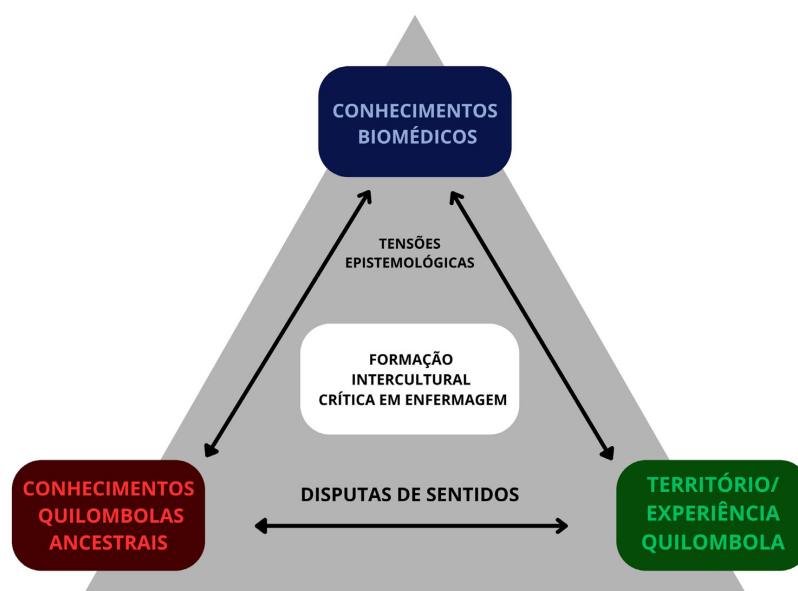 CONHECIMENTOS
BIOMÉDICOS
TENSÕES
EPISTEMOLÓGICAS
FORMAÇÃO
INTERCULTURAL
CRÍTICA EM ENFERMAGEM
CONHECIMENTOS
QUILOMBOLAS
ANCESTRAIS
DISPUTAS DE SENTIDOS
TERRITÓRIO/
EXPERIÊNCIA
QUILOMBOLA